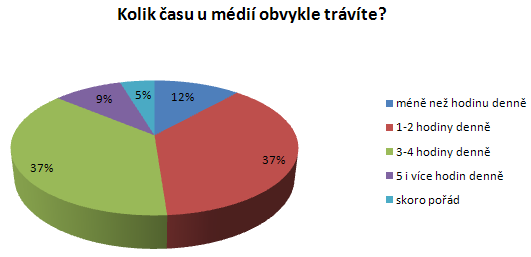 Kolik času u médií obvykle trávíte?
5%
9%
12%
37%
37%
méně než hodinu denně
1-2 hodiny denně
3-4 hodiny denně
5 i více hodin denně
skoro pořád